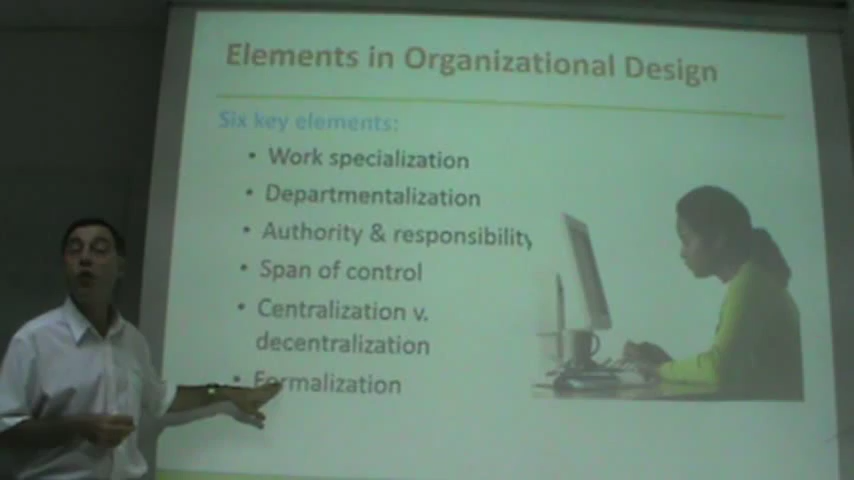 Elements in Organizational Design
Six key elements:
• Work specialization
• Departmentalization
• Authority & responsibility
• Span of control
• Centralization v.
decentralization
• Formalization